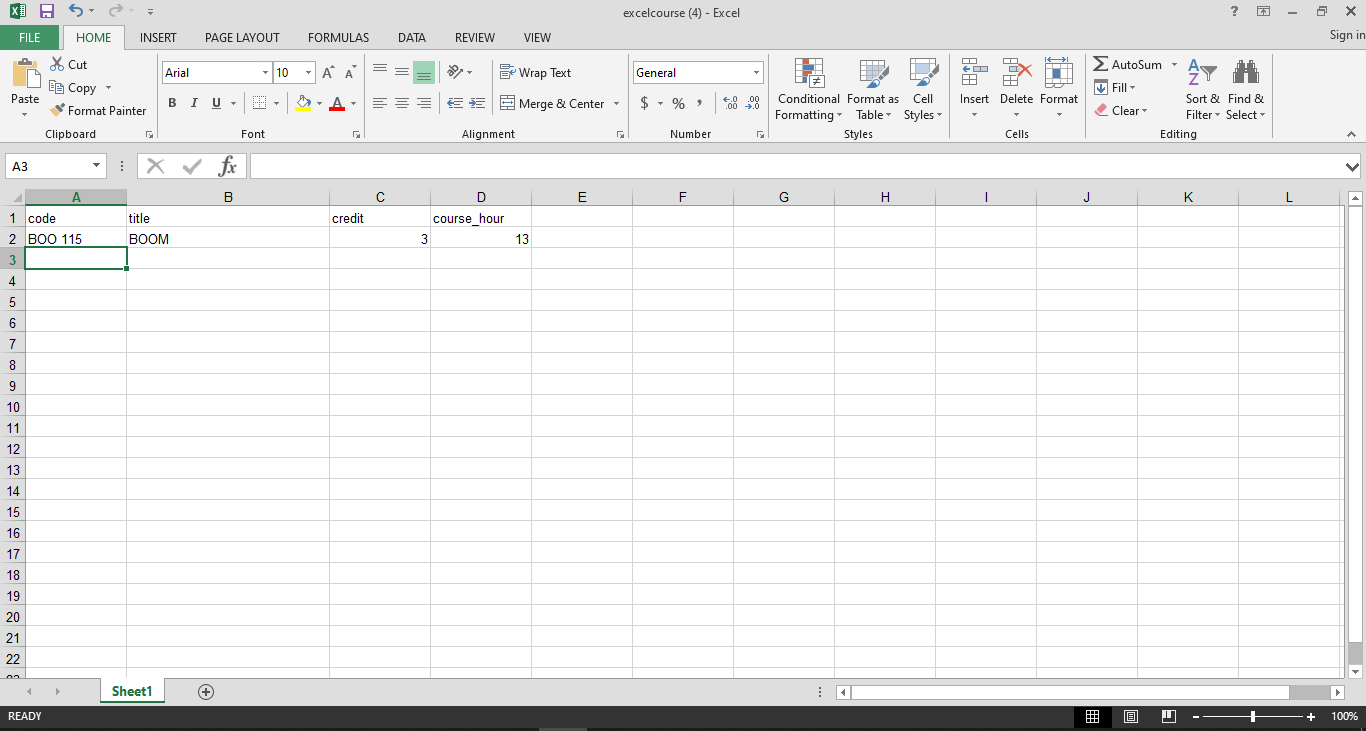 excelcourse (4) - Excel
?
FILE HOME INSERT PAGE LAYOUT FORMULAS DATA REVIEW VIEW Sign in
Paste
Cut
Copy
Format Painter
Clipboard
Arial 10
B I U
Font
Wrap Text
Merge & Center
Alignment
General
$ % ,
Number
Conditional Formatting
Format as Table
Cell Styles
Styles
Insert
Delete
Format
Cells
AutoSum
Fill
Clear
Sort & Filter
Find & Select
Editing
A3
fx
A B C D E F G H I J K L
1 code title credit course_hour
2 BOO 115 BOOM 3 13
3
4
5
6
7
8
9
10
11
12
13
14
15
16
17
18
19
20
21
22
Sheet1
READY
100%